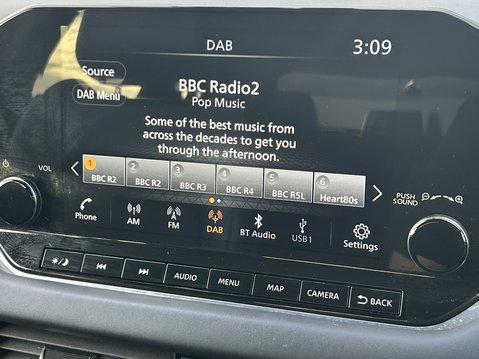 DAB 3:09
Source
DAB Menu
BBC Radio2
Pop Music
Some of the best music from
across the decades to get you
through the afternoon.
1 2 3 4 5 6
BBC R2 BBC R2 BBC R3 BBC R4 BBC R5L Heart80s
VOL
PUSH
SOUND
Phone AM FM DAB BT Audio USB1 Settings
AUDIO MENU MAP CAMERA BACK